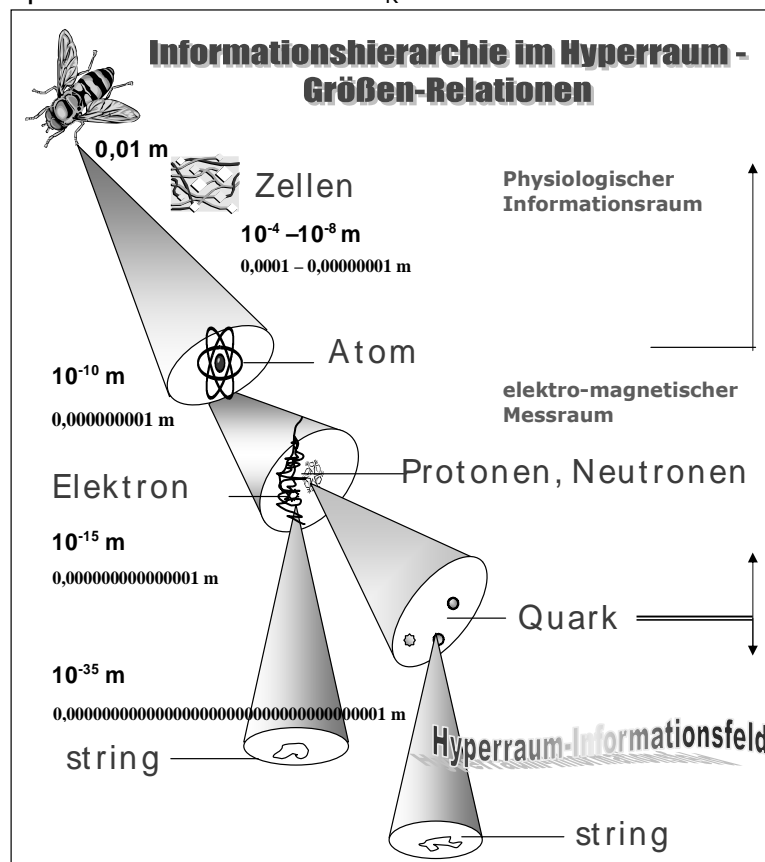 Informationshierarchie im Hyperraum -
Größen-Relationen
0,01 m
Zellen
Physiologischer
Informationsraum
10⁻⁴ –10⁻⁸ m
0,0001 – 0,00000001 m
Atom
10⁻¹⁰ m
0,000000001 m
elektro-magnetischer
Messraum
Protonen, Neutronen
Elektron
10⁻¹⁵ m
0,000000000000001 m
Quark
10⁻³⁵ m
0,00000000000000000000000000000000001 m
Hyperraum-Informationsfeld
string
string